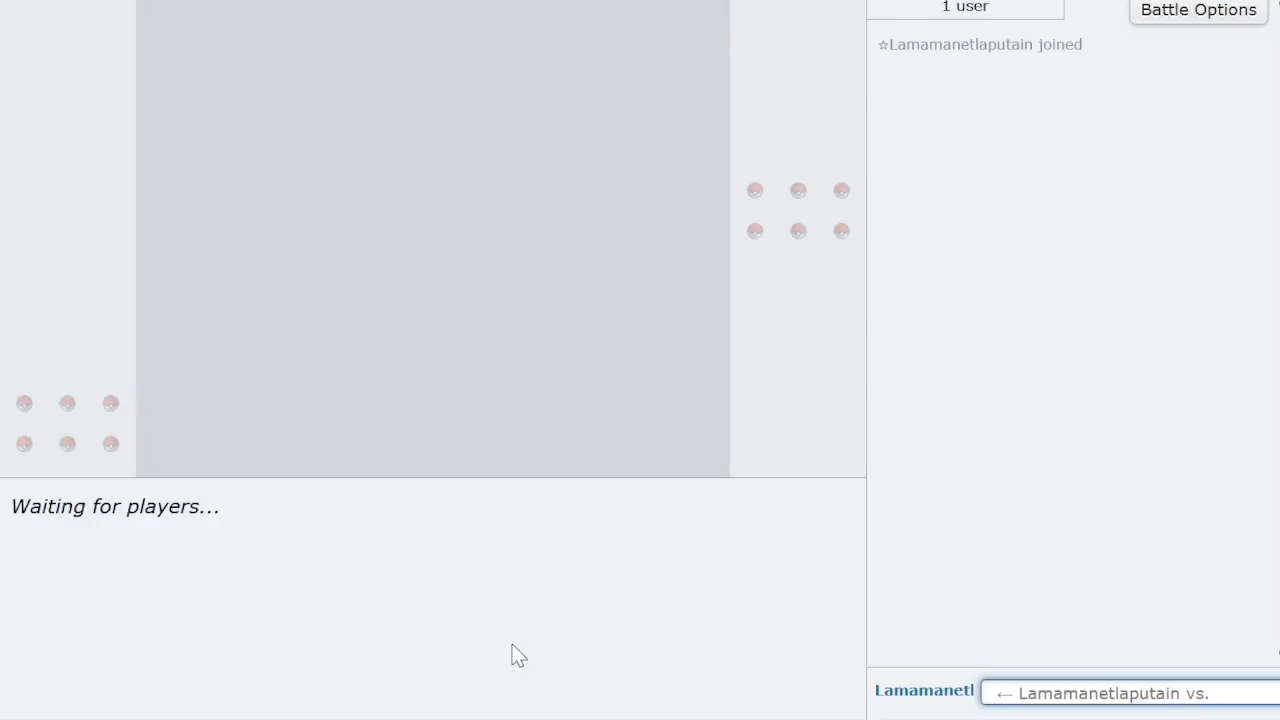 1 user
Battle Options
☆Lamamanetlaputain joined
Waiting for players...
Lamamanetl
← Lamamanetlaputain vs.